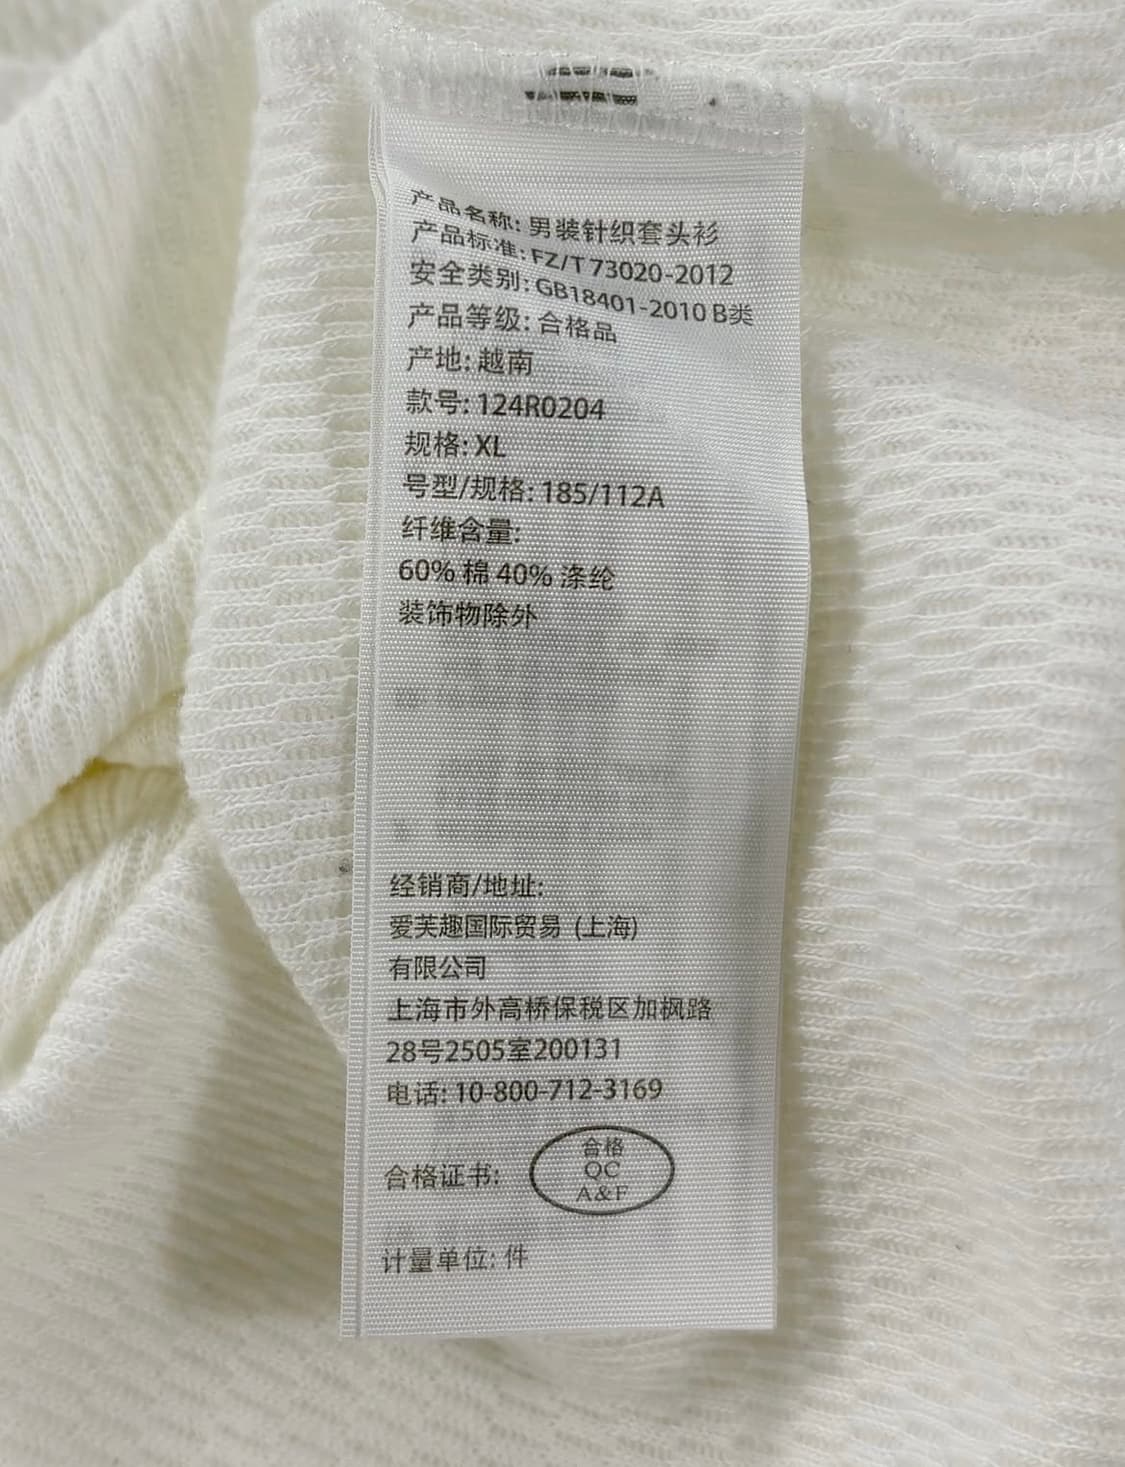 产品名称: 男装针织套头衫
产品标准: FZ/T 73020-2012
安全类别: GB18401-2010 B类
产品等级: 合格品
产地: 越南
款号: 124R0204
规格: XL
号型/规格: 185/112A
纤维含量:
60% 棉 40% 涤纶
装饰物除外
经销商/地址:
爱芙趣国际贸易 (上海)
有限公司
上海市外高桥保税区加枫路
28号2505室200131
电话: 10-800-712-3169
合格
QC
合格证书:
A&F
计量单位: 件